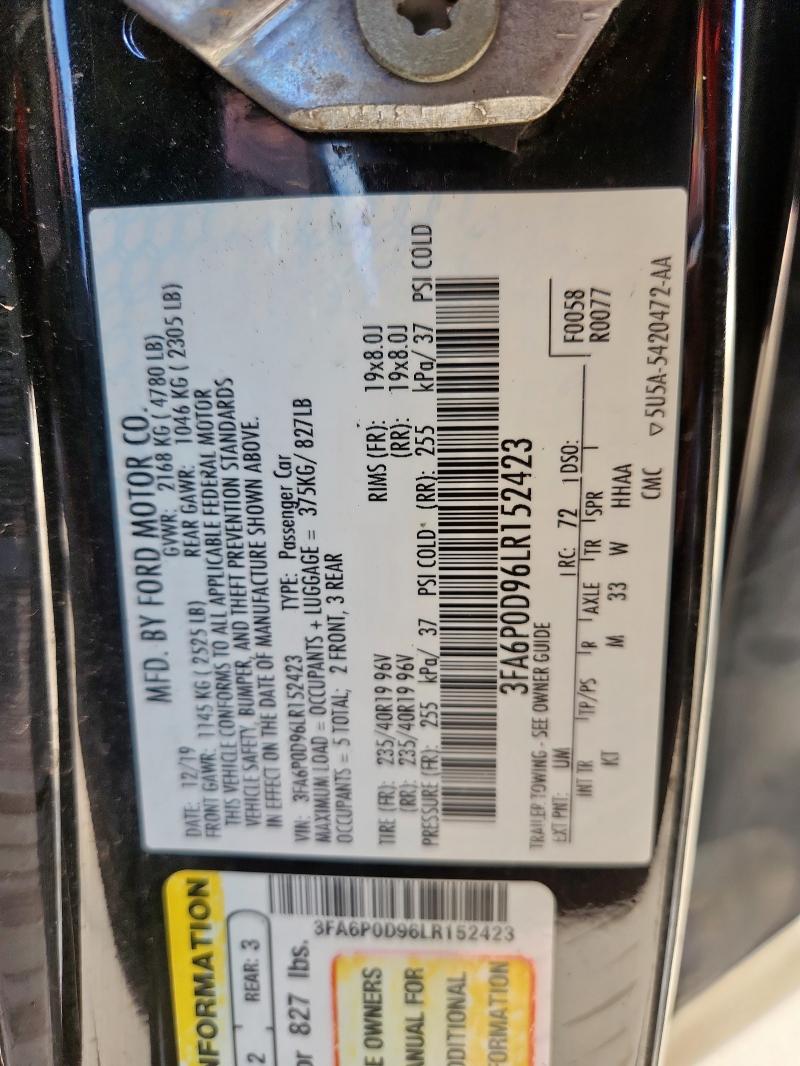 MFD. BY FORD MOTOR CO.
DATE: 12/19 GVWR: 2168 KG ( 4780 LB)
FRONT GAWR: 1145 KG ( 2525 LB) REAR GAWR: 1046 KG ( 2305 LB)
THIS VEHICLE CONFORMS TO ALL APPLICABLE FEDERAL MOTOR
VEHICLE SAFETY, BUMPER, AND THEFT PREVENTION STANDARDS
IN EFFECT ON THE DATE OF MANUFACTURE SHOWN ABOVE.
VIN: 3FA6P0D96LR152423 TYPE: Passenger Car
MAXIMUM LOAD = OCCUPANTS + LUGGAGE = 375KG/ 827LB
OCCUPANTS = 5 TOTAL; 2 FRONT, 3 REAR
TIRE (FR): 235/40R19 96V RIMS (FR): 19x8.0J
(RR): 235/40R19 96V (RR): 19x8.0J
PRESSURE (FR): 255 kPa/ 37 PSI COLD (RR): 255 kPa/ 37 PSI COLD
3FA6P0D96LR152423
TRAILER TOWING - SEE OWNER GUIDE
F0058
R0077
EXT PNT: UM RC: 72 DSO:
INT TR TP/PS R AXLE TR SPR
KT M 33 W HHAA
CMC ▽5U5A-5420472-AA
NFORMATION
2 REAR: 3
or 827 lbs.
3FA6P0D96LR152423
E OWNERS
ANUAL FOR
DDITIONAL
FORMATION